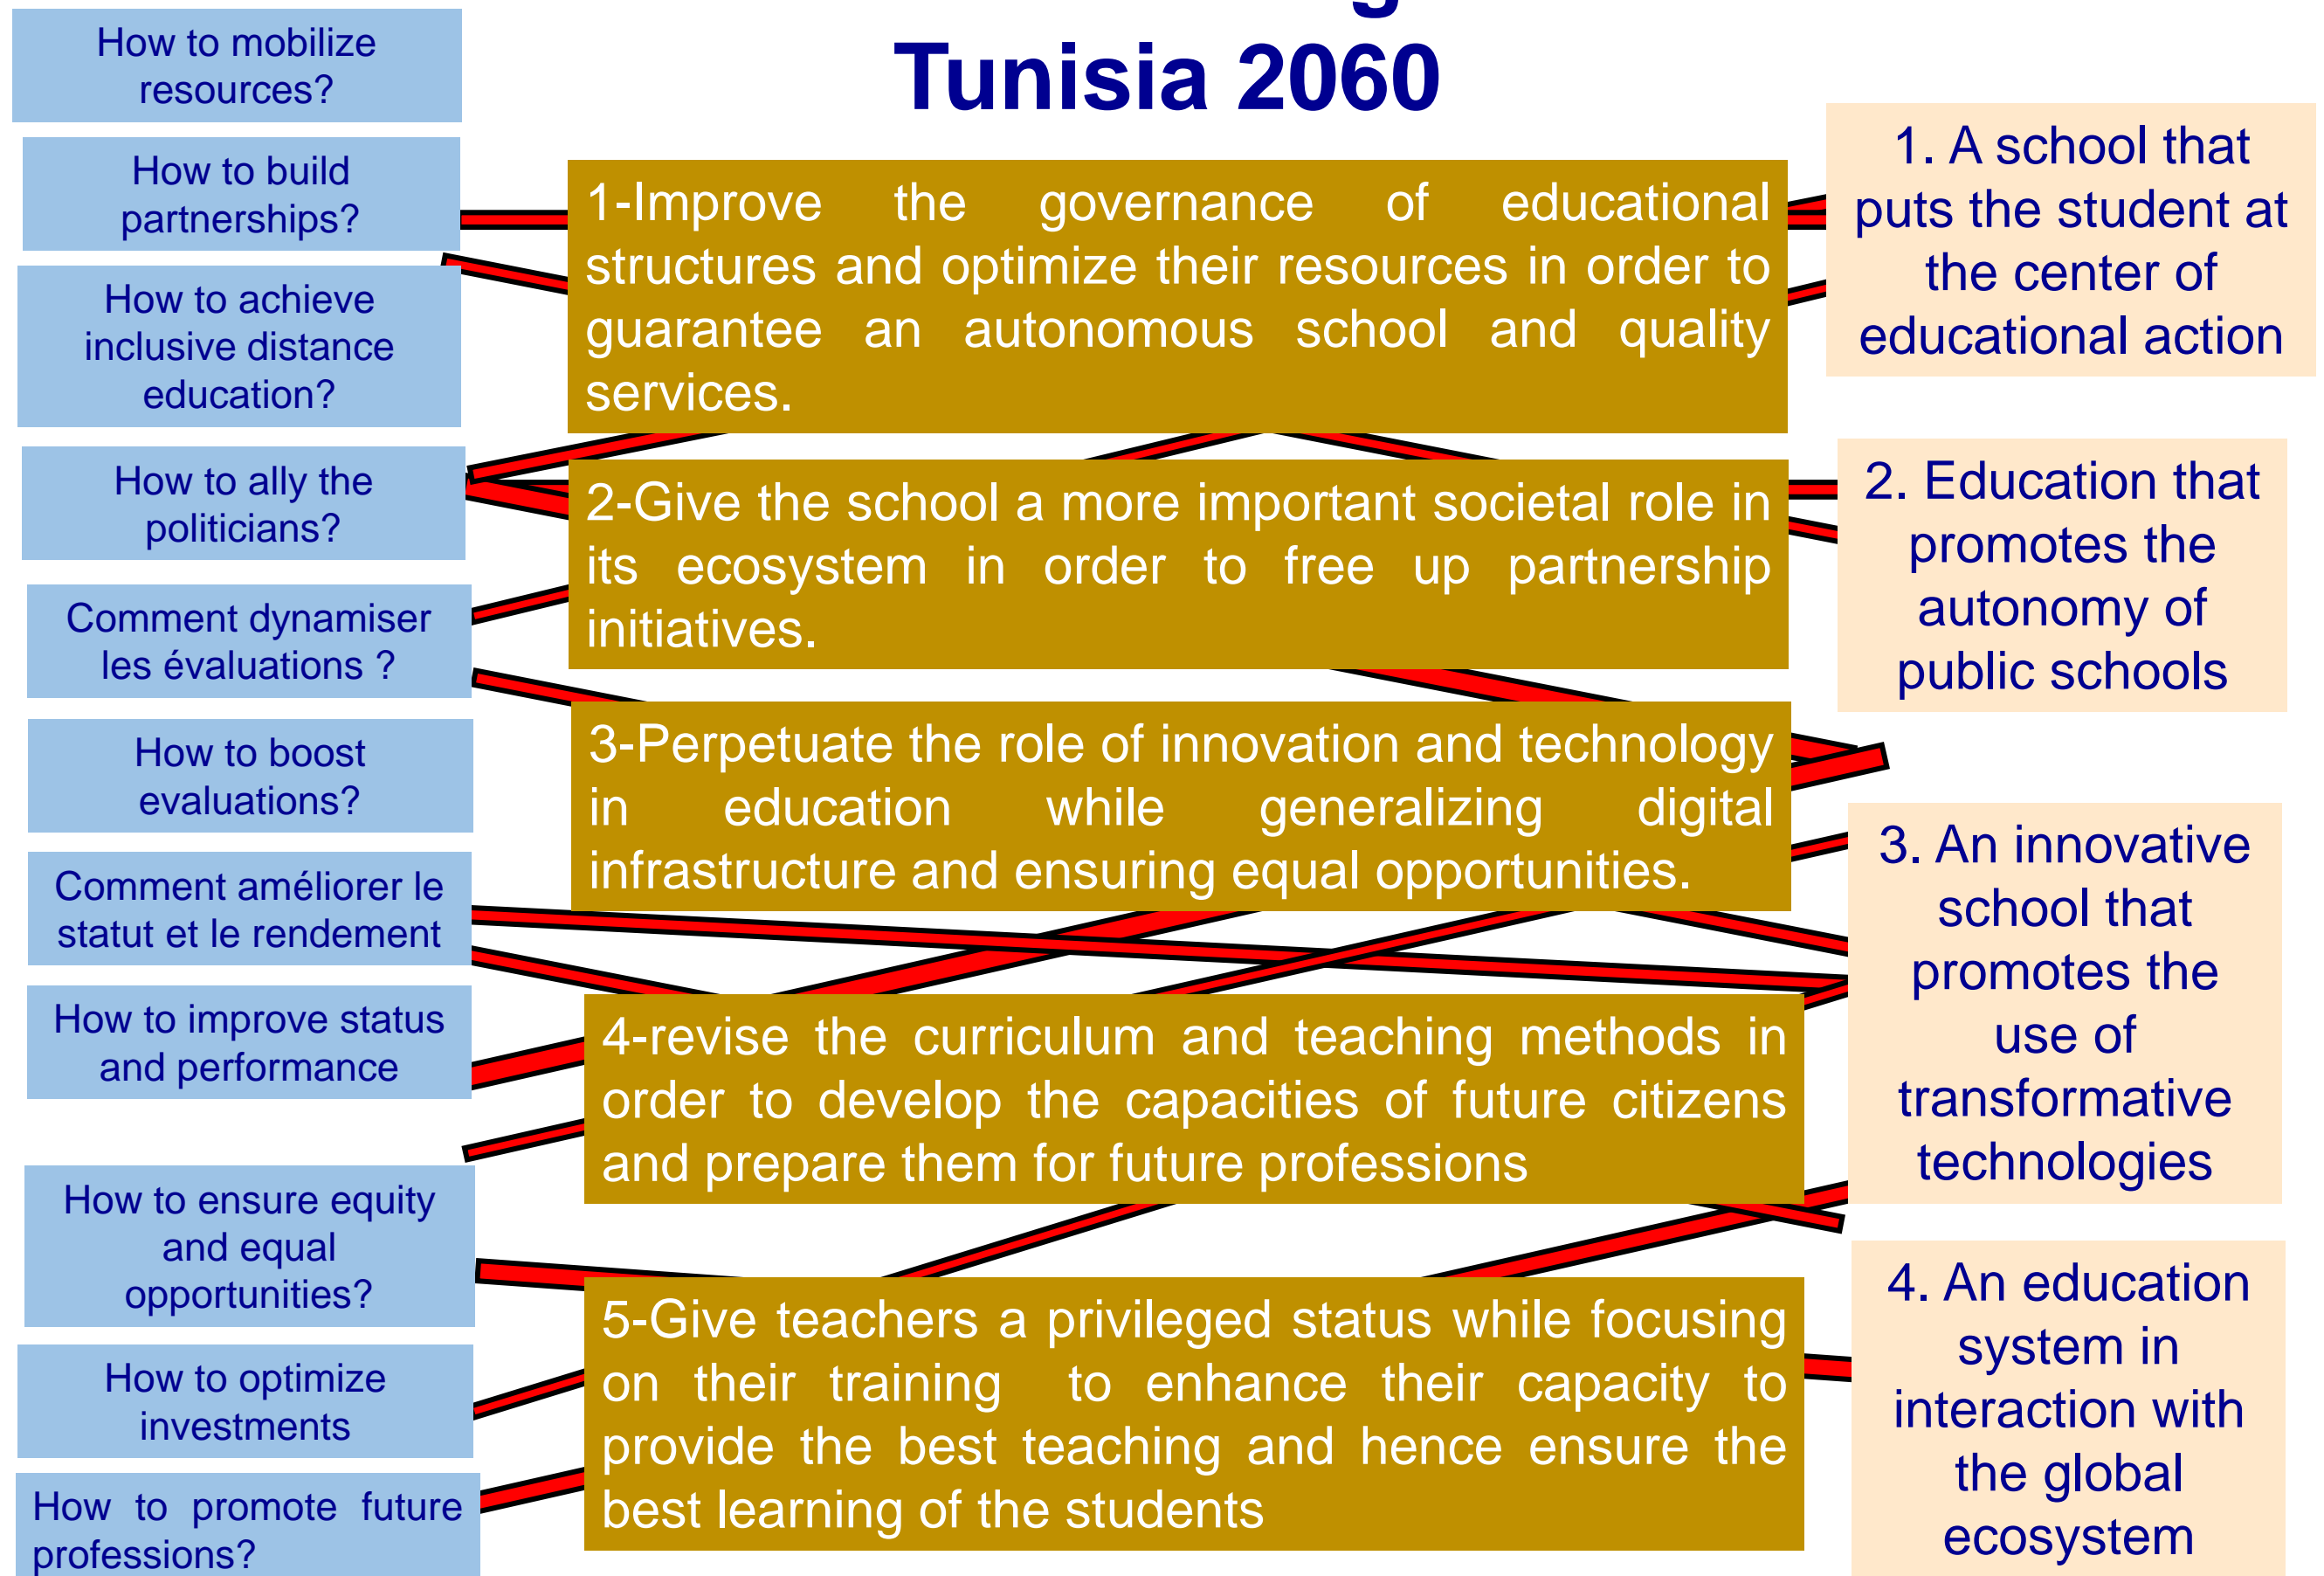 Tunisia 2060
How to mobilize
resources?
How to build
partnerships?
How to achieve
inclusive distance
education?
How to ally the
politicians?
Comment dynamiser
les évaluations ?
How to boost
evaluations?
Comment améliorer le
statut et le rendement
How to improve status
and performance
How to ensure equity
and equal
opportunities?
How to optimize
investments
How to promote future
professions?
1-Improve the governance of educational
structures and optimize their resources in order to
guarantee an autonomous school and quality
services.
2-Give the school a more important societal role in
its ecosystem in order to free up partnership
initiatives.
3-Perpetuate the role of innovation and technology
in education while generalizing digital
infrastructure and ensuring equal opportunities.
4-revise the curriculum and teaching methods in
order to develop the capacities of future citizens
and prepare them for future professions
5-Give teachers a privileged status while focusing
on their training to enhance their capacity to
provide the best teaching and hence ensure the
best learning of the students
1. A school that
puts the student at
the center of
educational action
2. Education that
promotes the
autonomy of
public schools
3. An innovative
school that
promotes the
use of
transformative
technologies
4. An education
system in
interaction with
the global
ecosystem